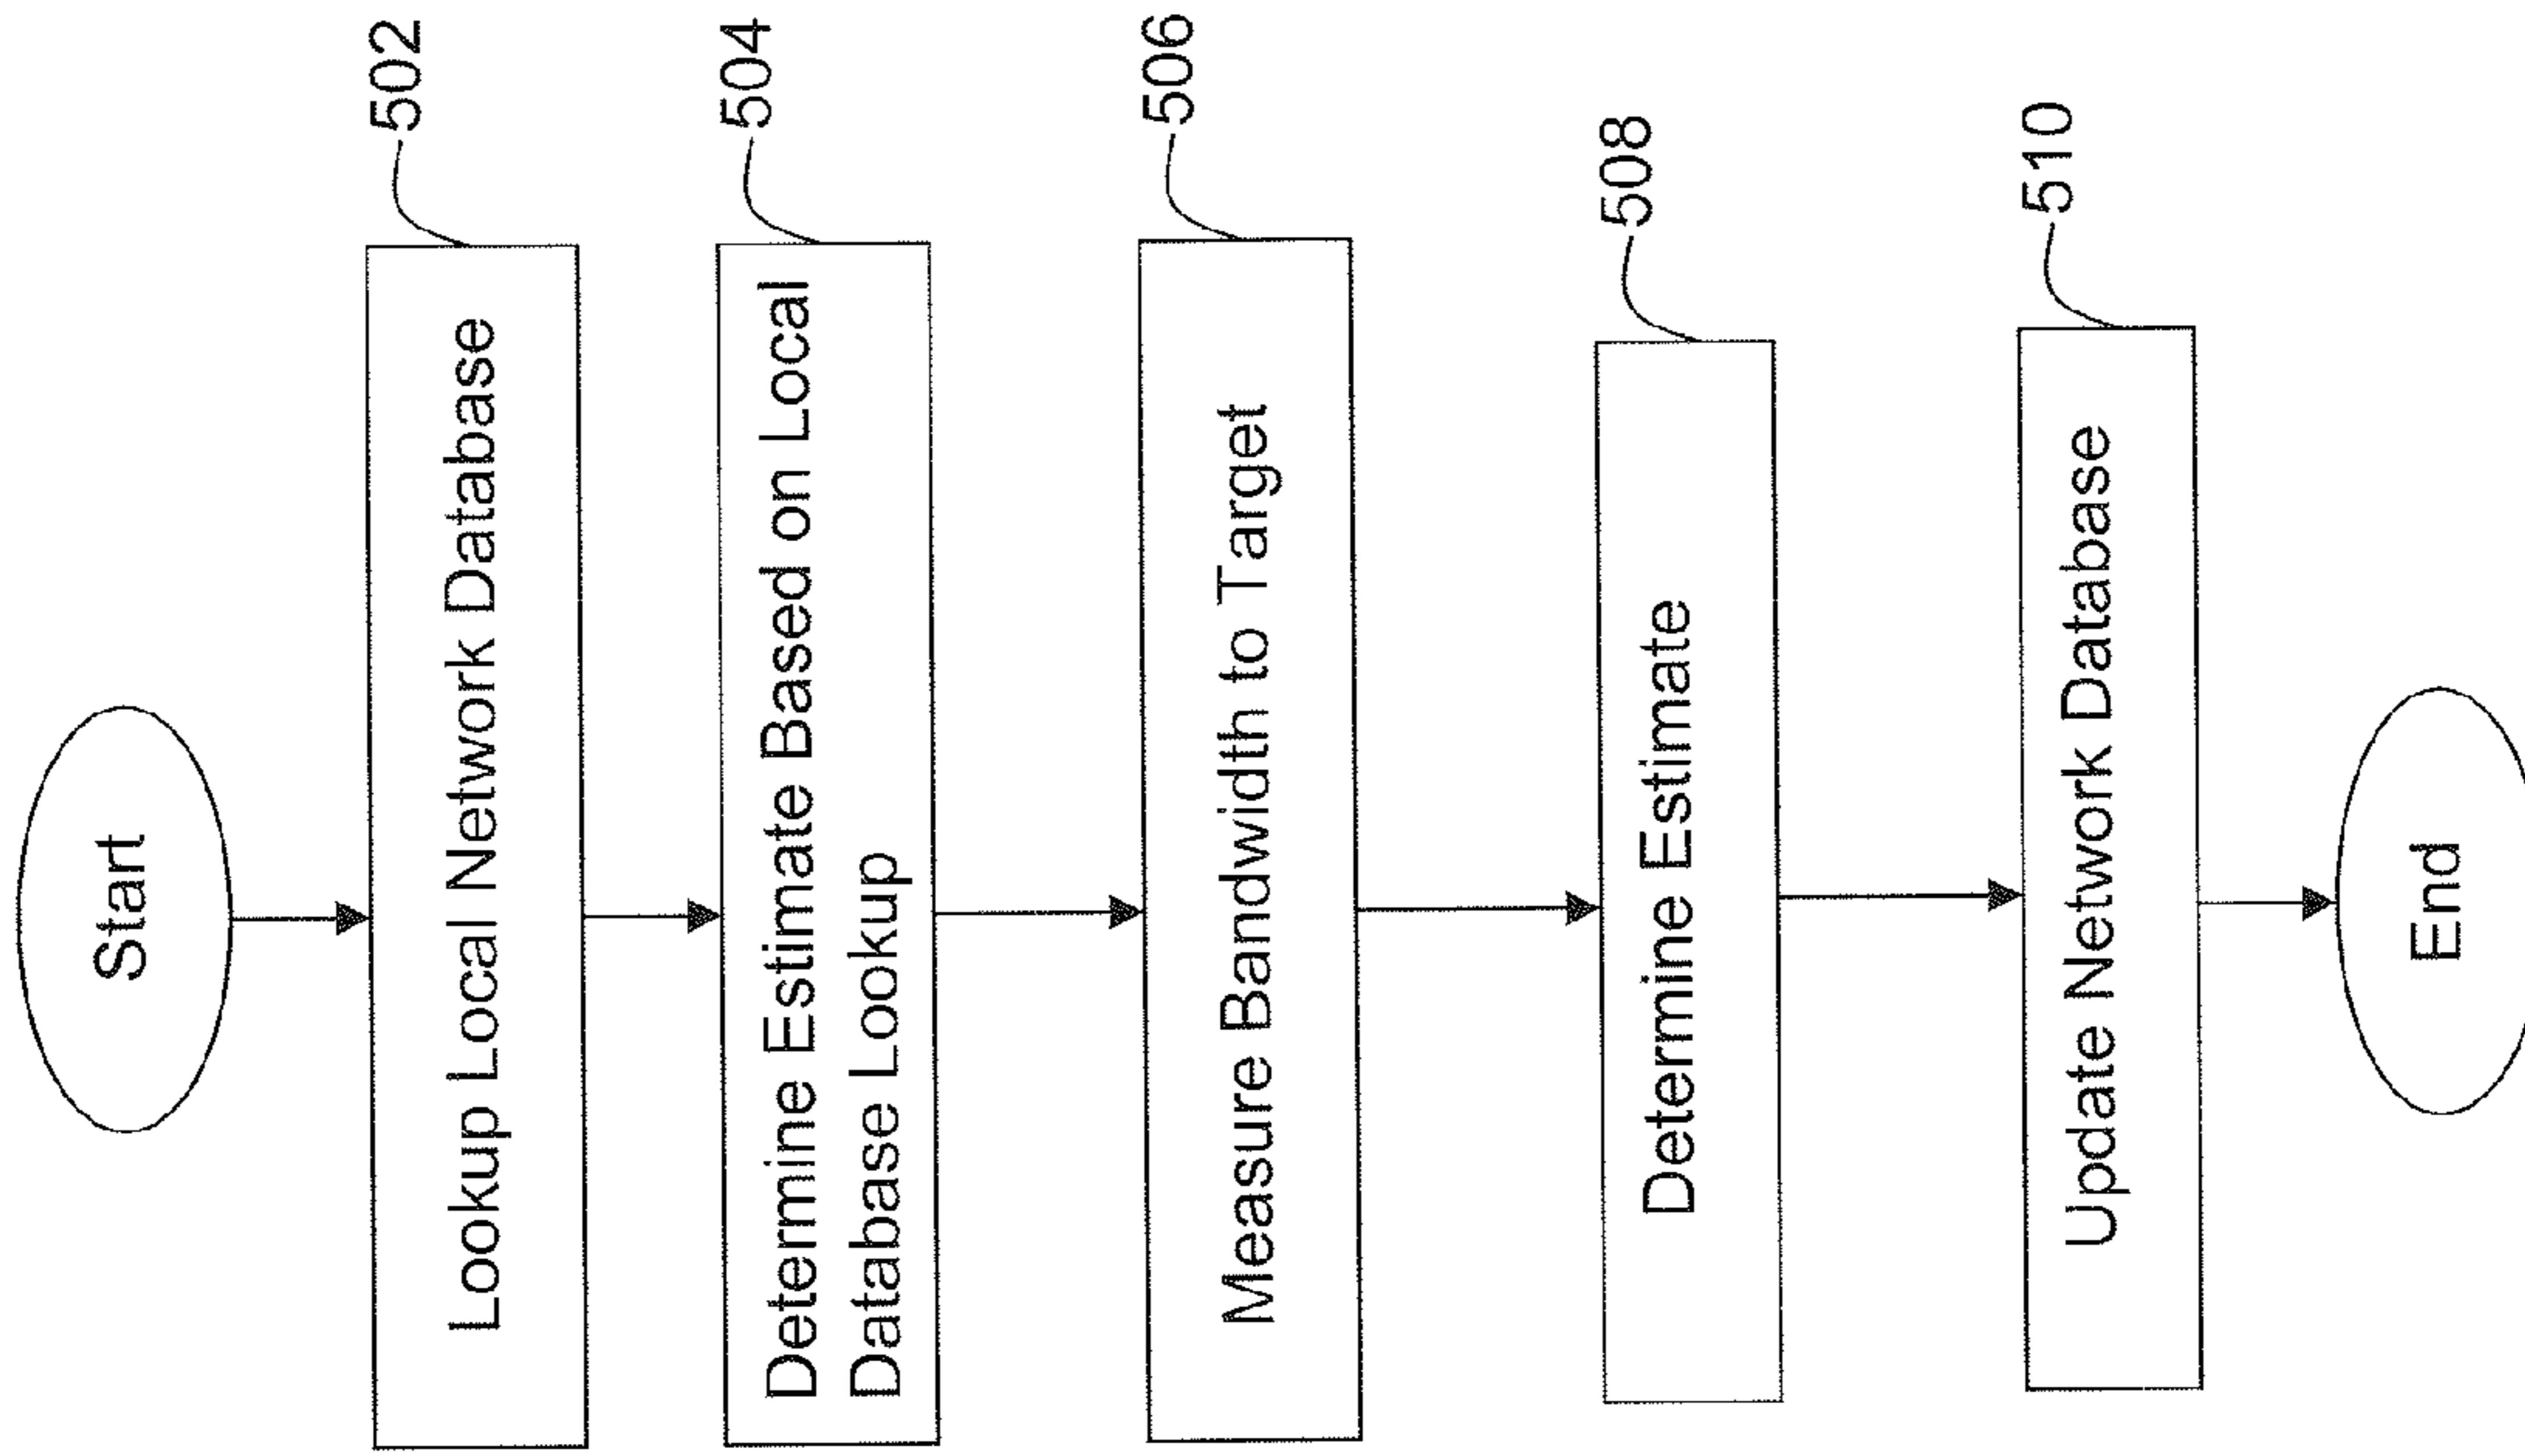 Start
502
Lookup Local Network Database
504
Determine Estimate Based on Local
Database Lookup
506
Measure Bandwidth to Target
508
Determine Estimate
510
Update Network Database
End